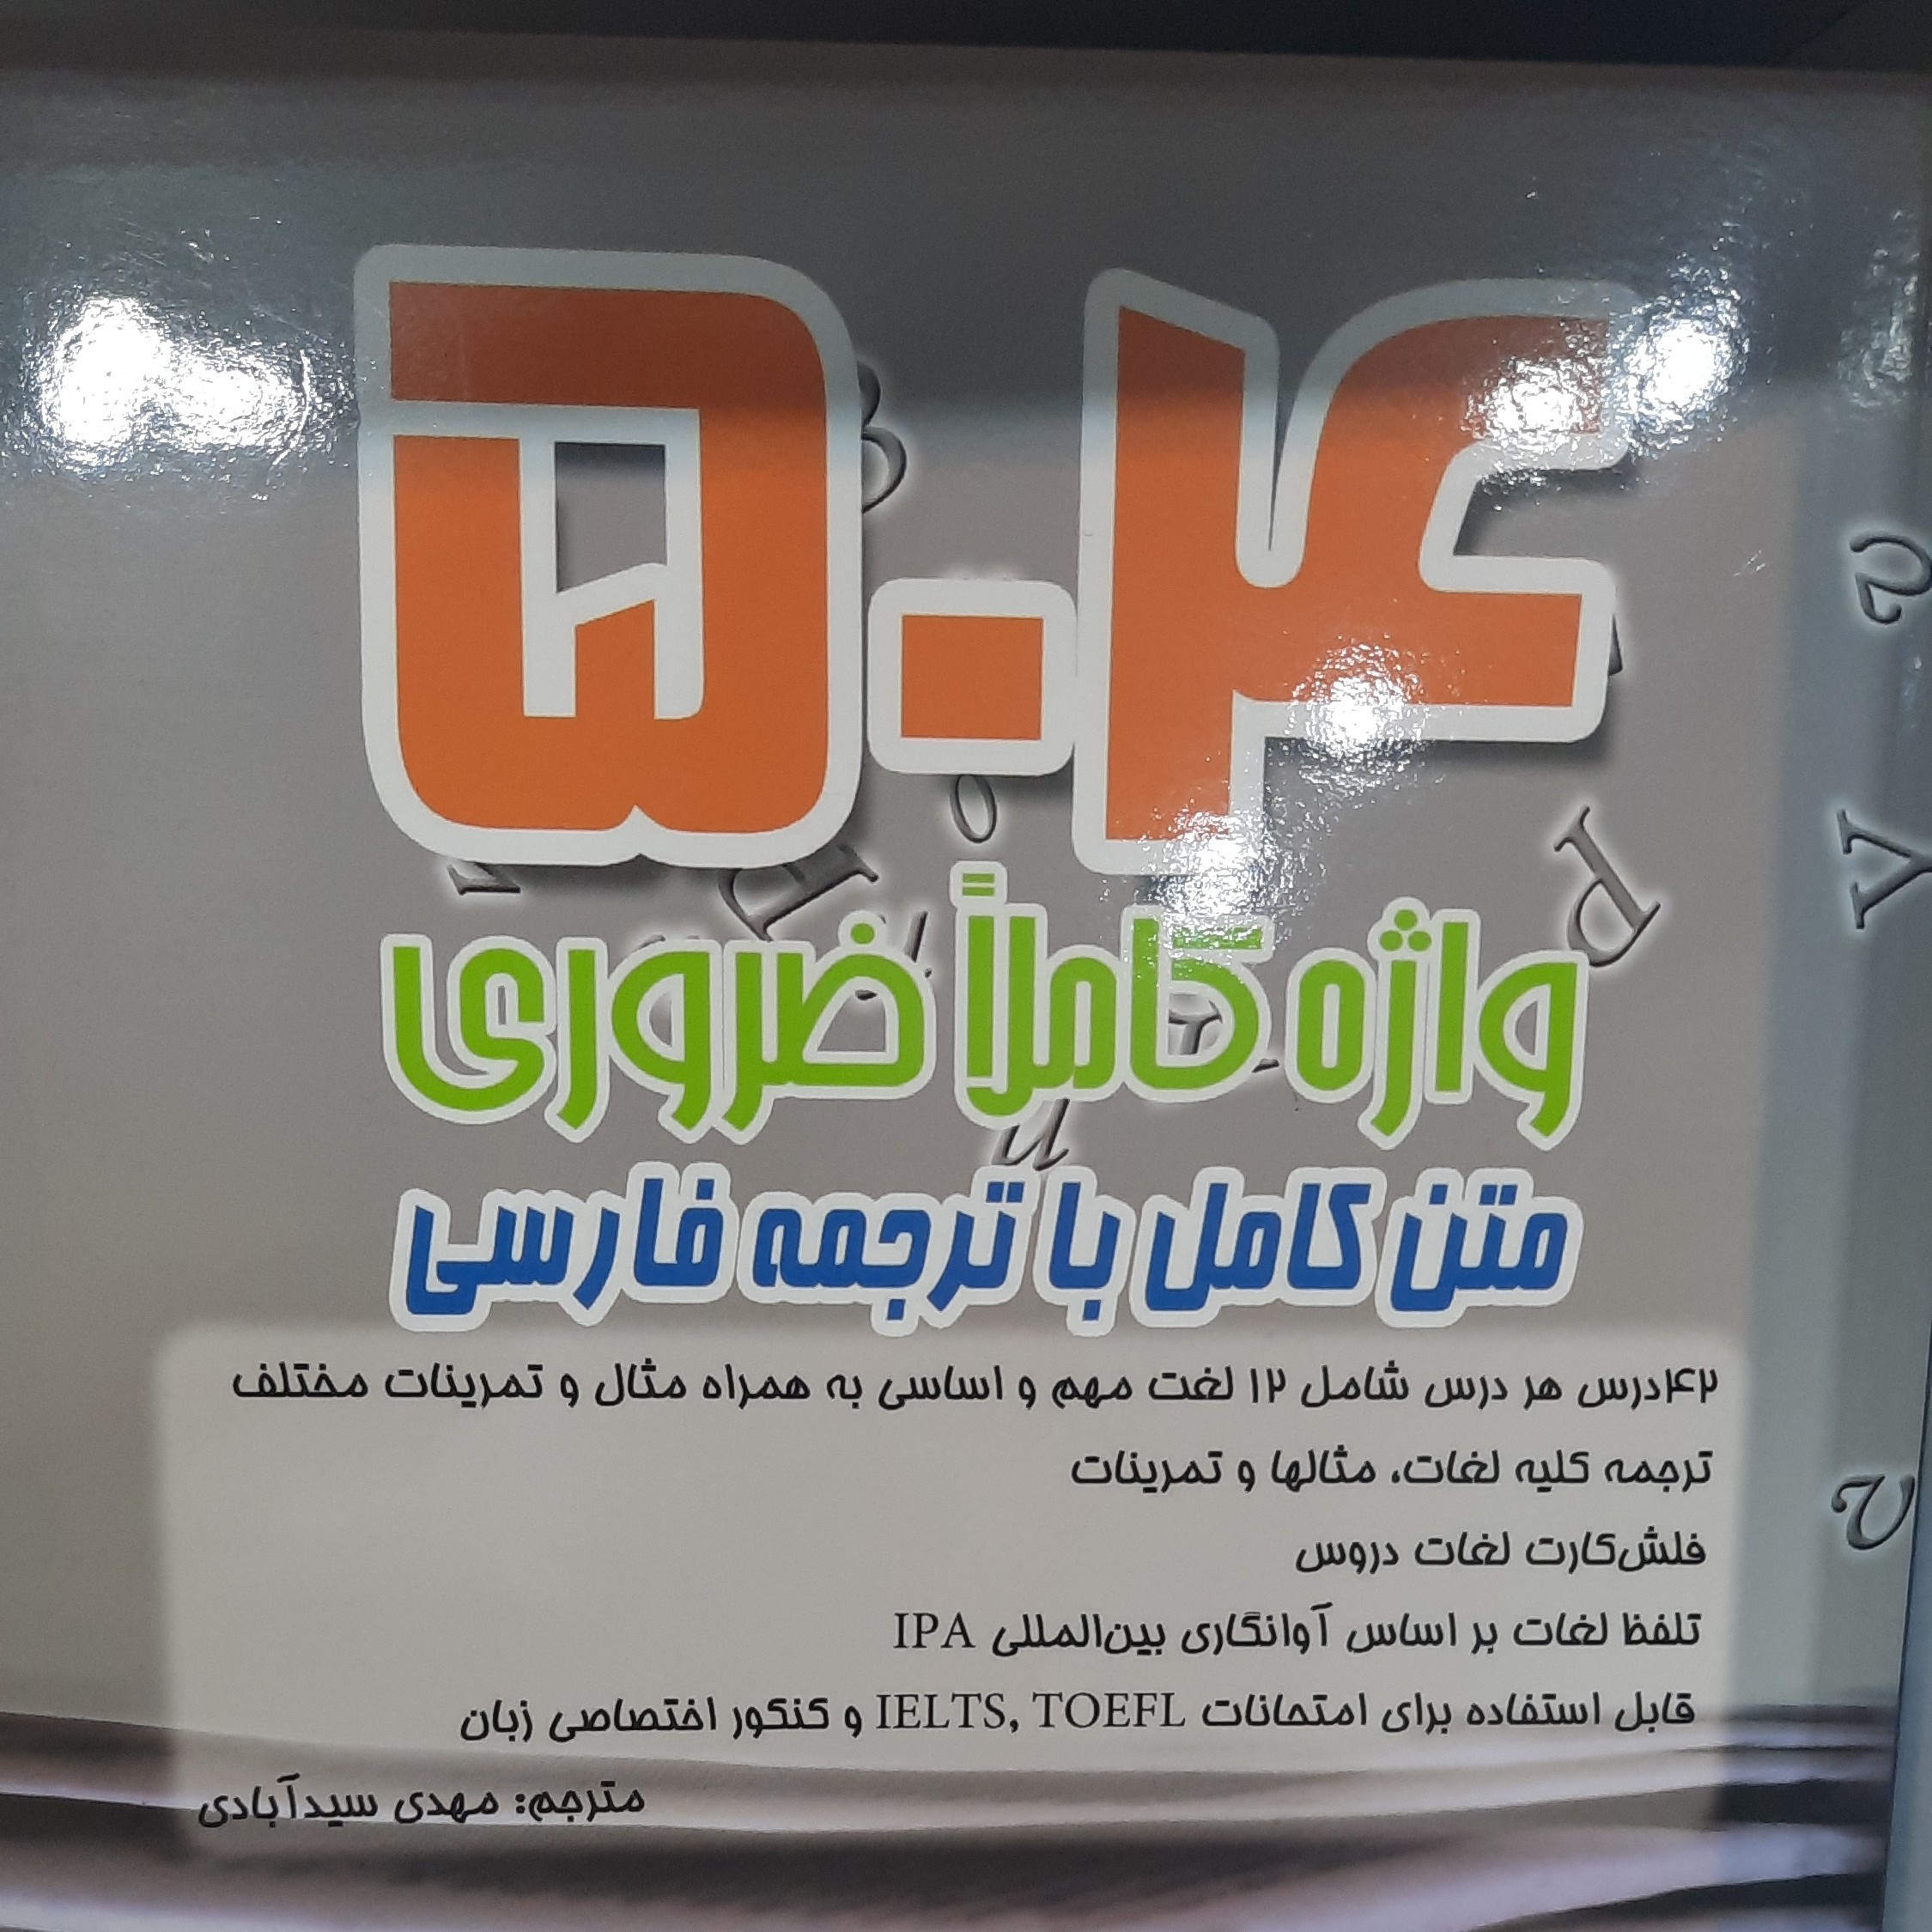 ۵۰۴
واژه کاملاً ضروری
متن کامل با ترجمه فارسی
۴۲درس هر درس شامل ۱۲ لغت مهم و اساسی به همراه مثال و تمرینات مختلف
ترجمه کلیه لغات، مثالها و تمرینات
فلش‌کارت لغات دروس
تلفظ لغات بر اساس آوانگاری بین‌المللی IPA
قابل استفاده برای امتحانات IELTS, TOEFL و کنکور اختصاصی زبان
مترجم: مهدی سیدآبادی